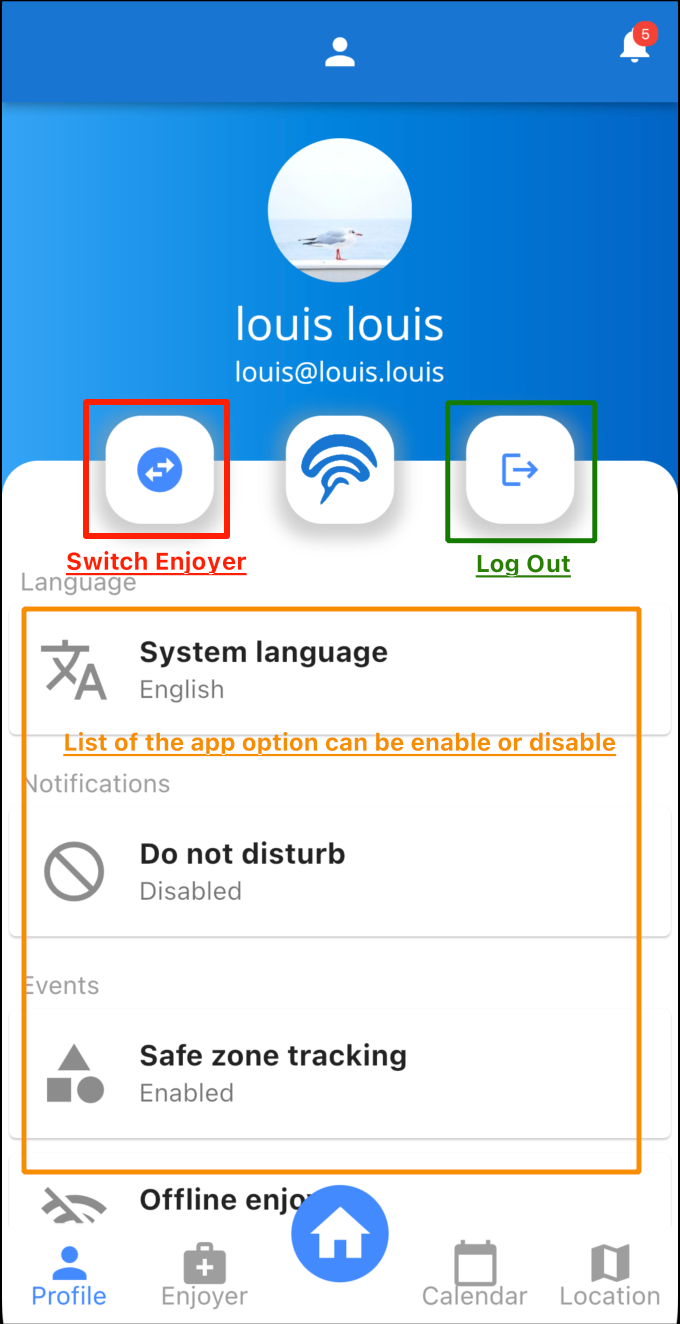 5
louis louis
louis@louis.louis
Switch Enjoyer
Log Out
Language
System language
English
List of the app option can be enable or disable
Notifications
Do not disturb
Disabled
Events
Safe zone tracking
Enabled
Offline
Profile
Enjoyer
Calendar
Location